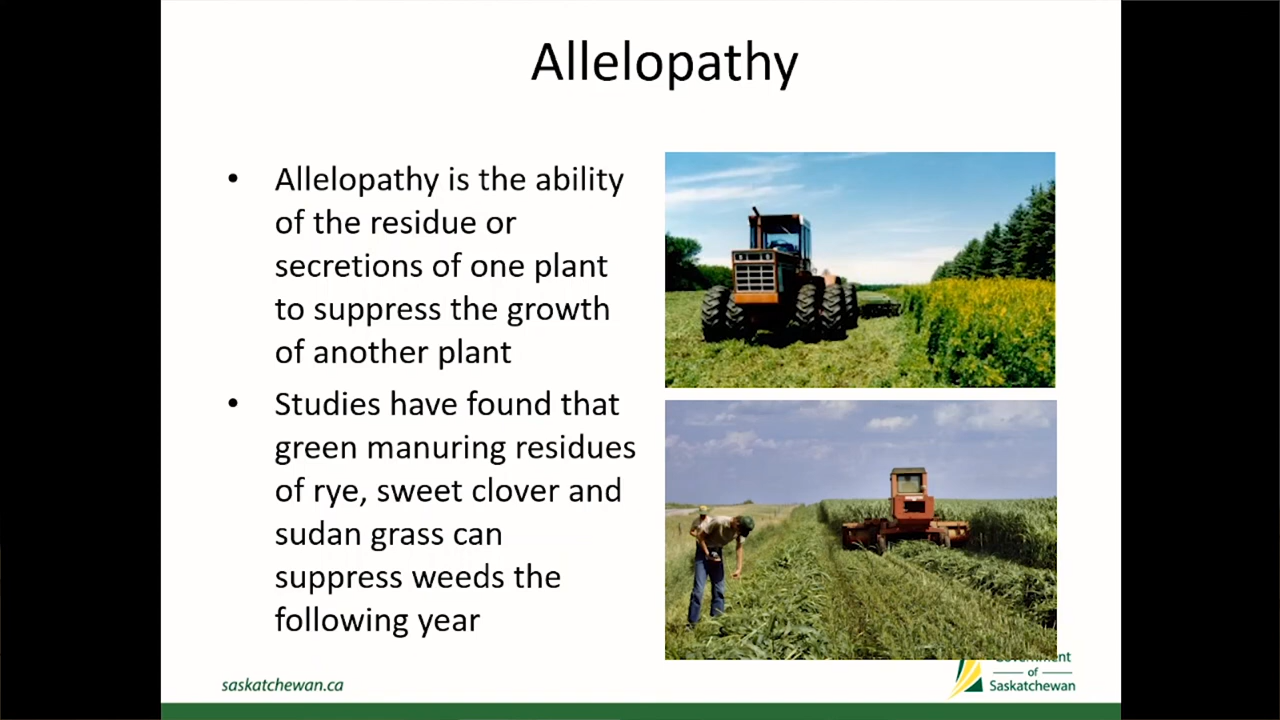 Allelopathy
• Allelopathy is the ability
of the residue or
secretions of one plant
to suppress the growth
of another plant
• Studies have found that
green manuring residues
of rye, sweet clover and
sudan grass can
suppress weeds the
following year
saskatchewan.ca
Government
of
Saskatchewan